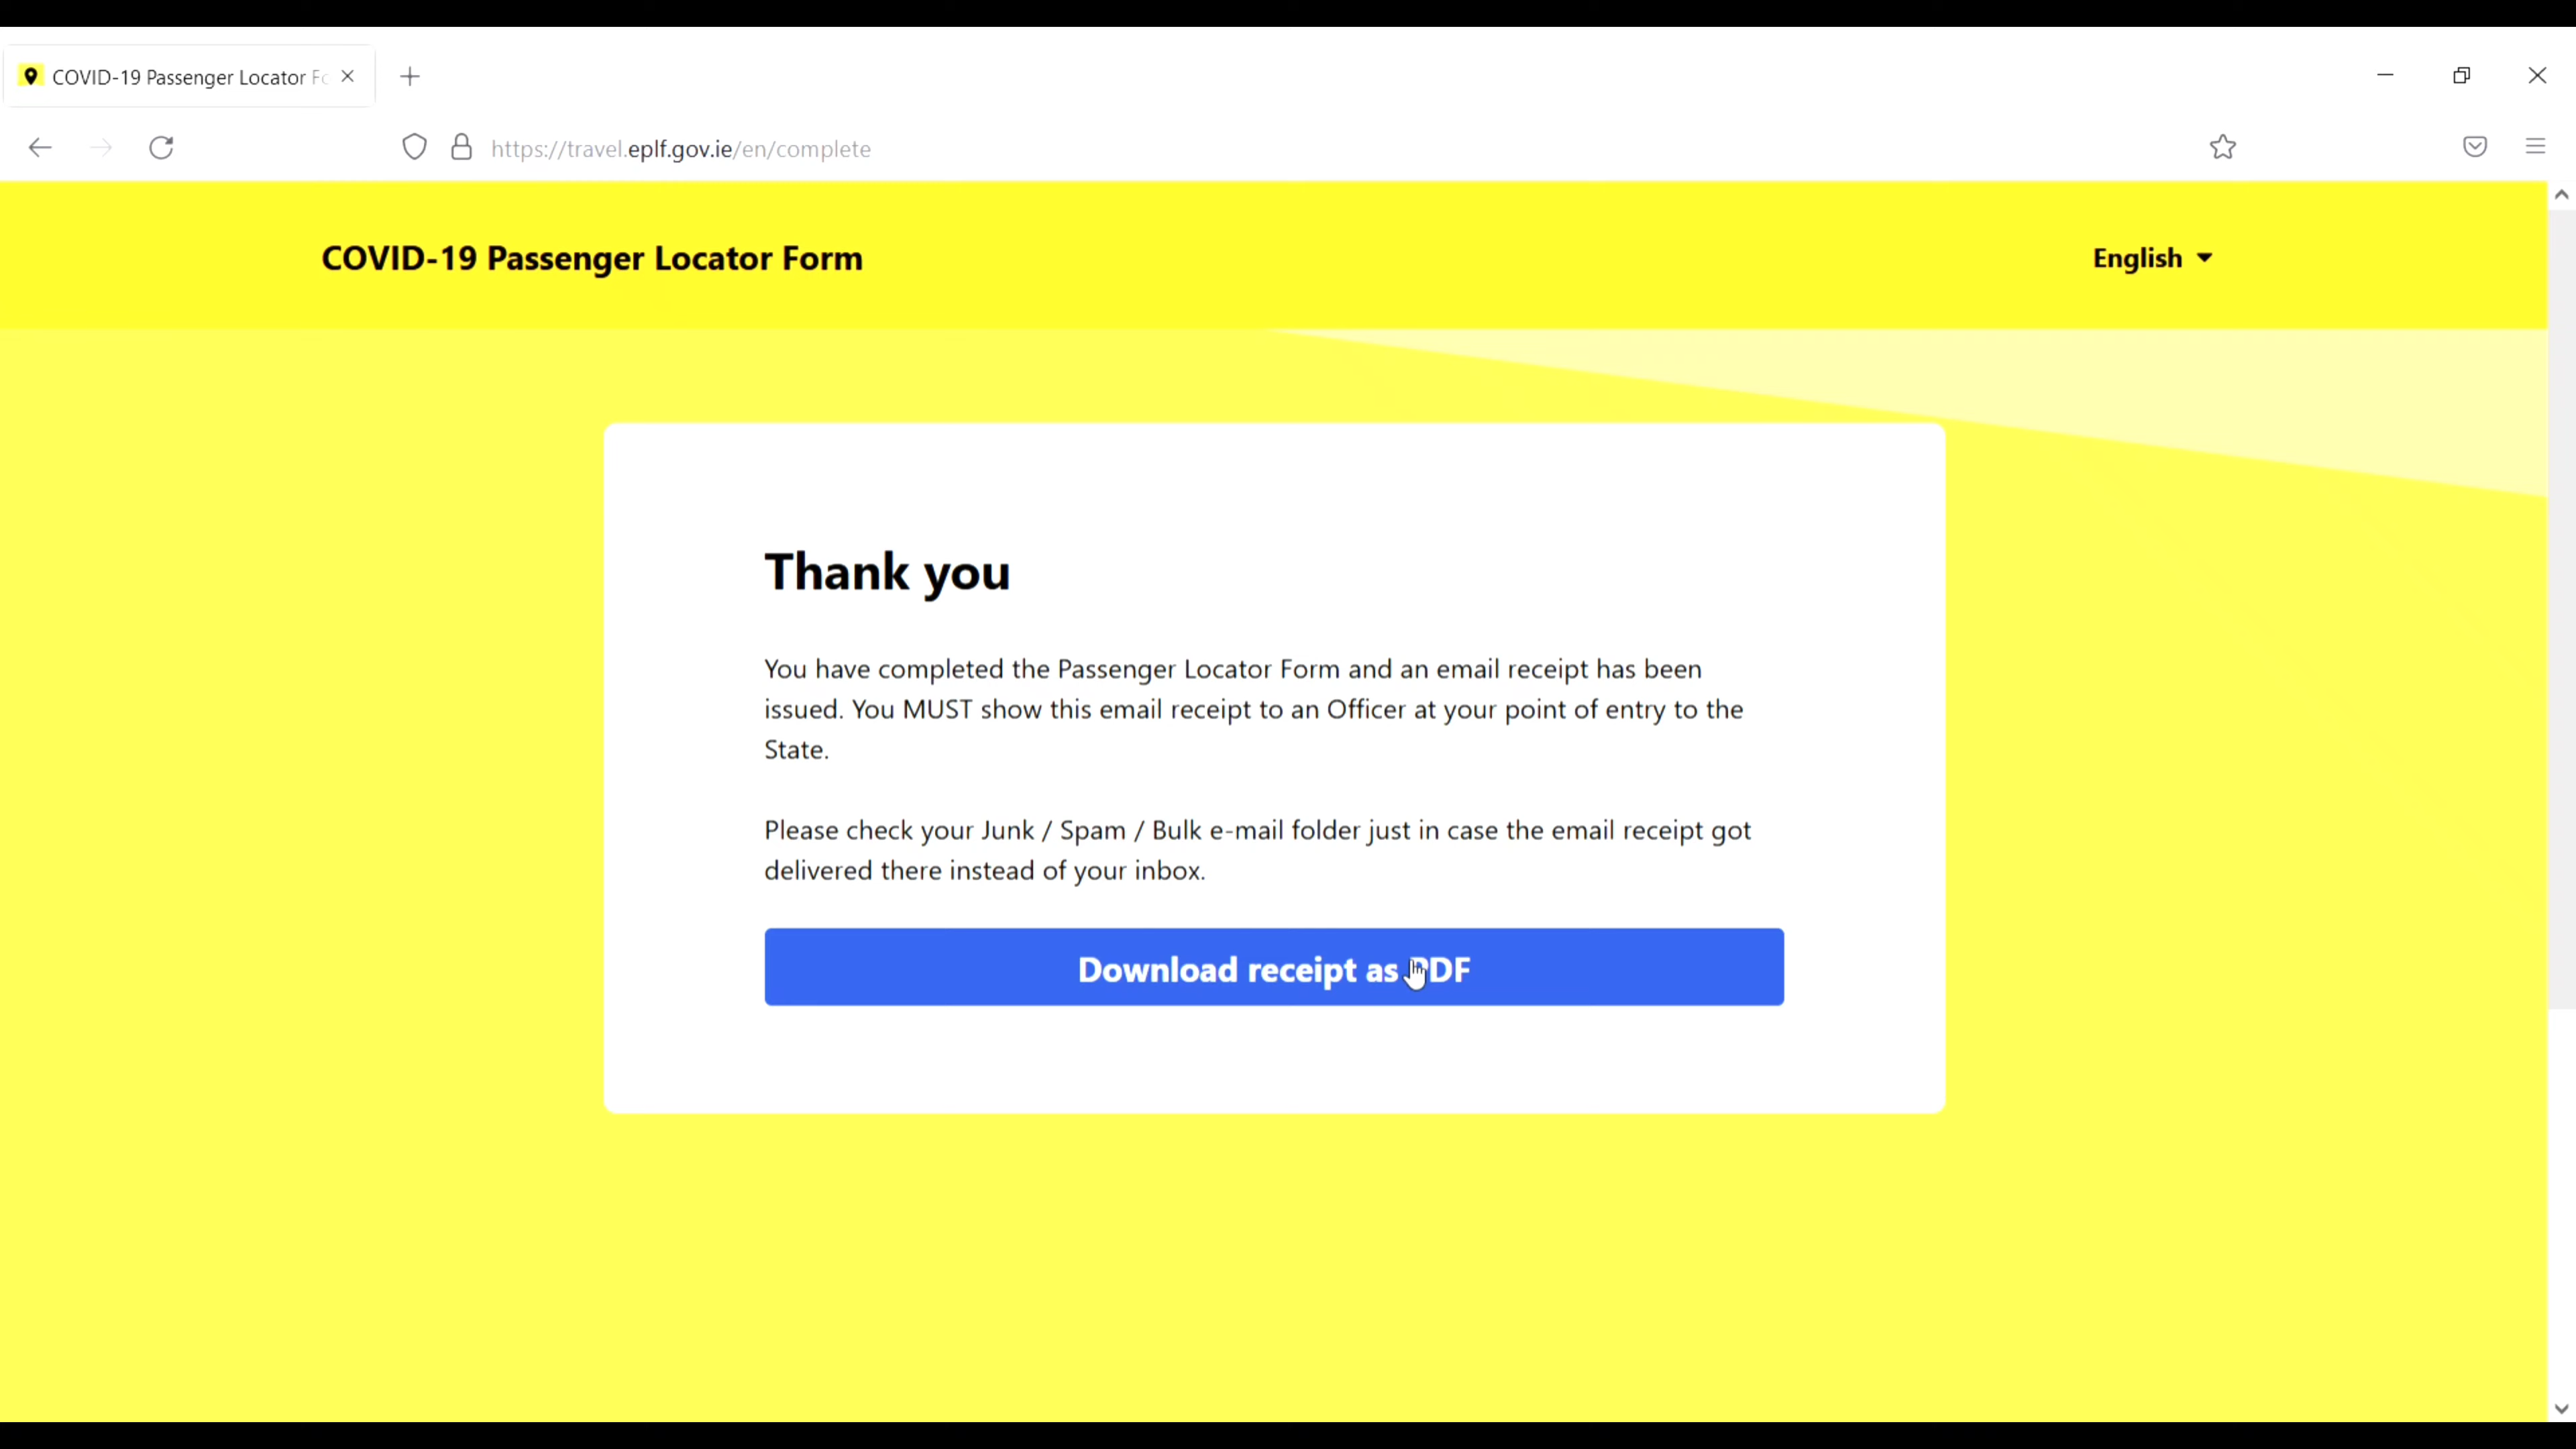 COVID-19 Passenger Locator Fo
https://travel.eplf.gov.ie/en/complete
COVID-19 Passenger Locator Form
English
Thank you
You have completed the Passenger Locator Form and an email receipt has been
issued. You MUST show this email receipt to an Officer at your point of entry to the
State.
Please check your Junk / Spam / Bulk e-mail folder just in case the email receipt got
delivered there instead of your inbox.
Download receipt as PDF